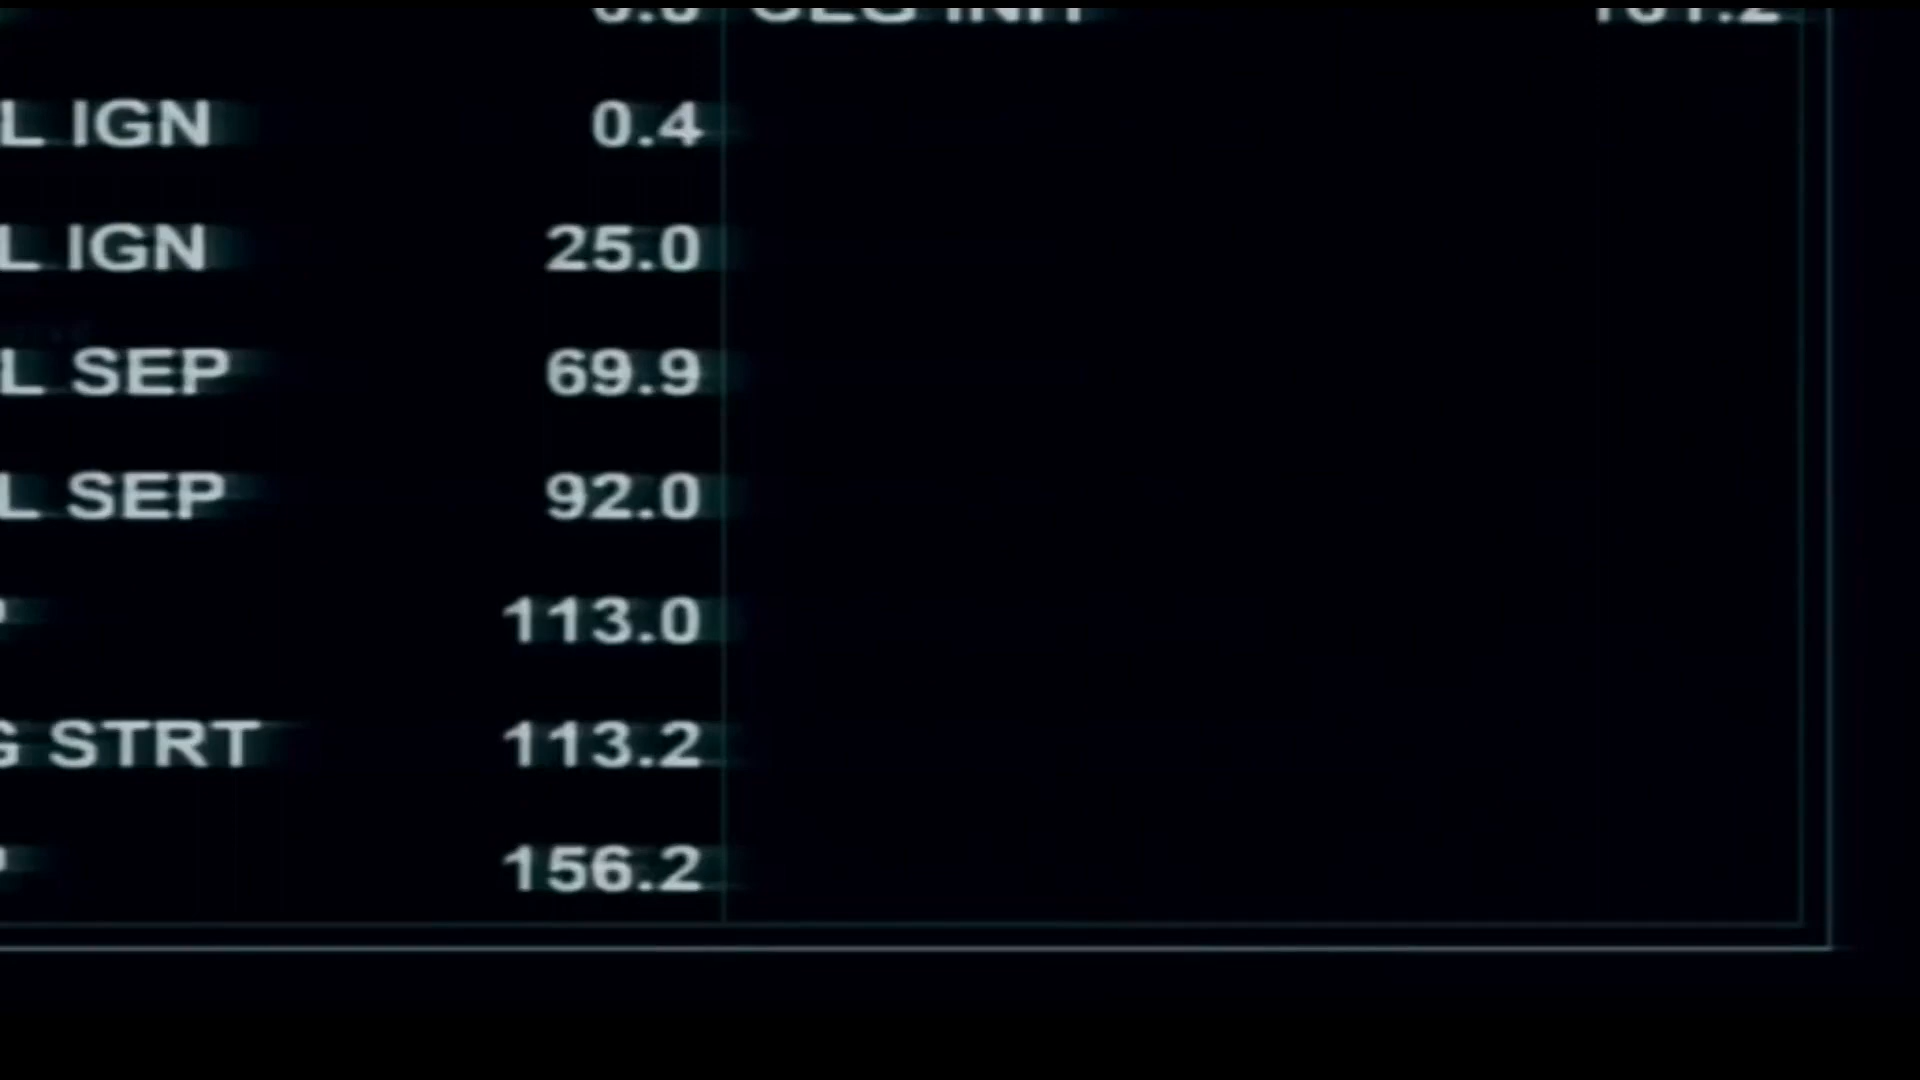 L IGN 0.4
L IGN 25.0
L SEP 69.9
L SEP 92.0
113.0
G STRT 113.2
156.2